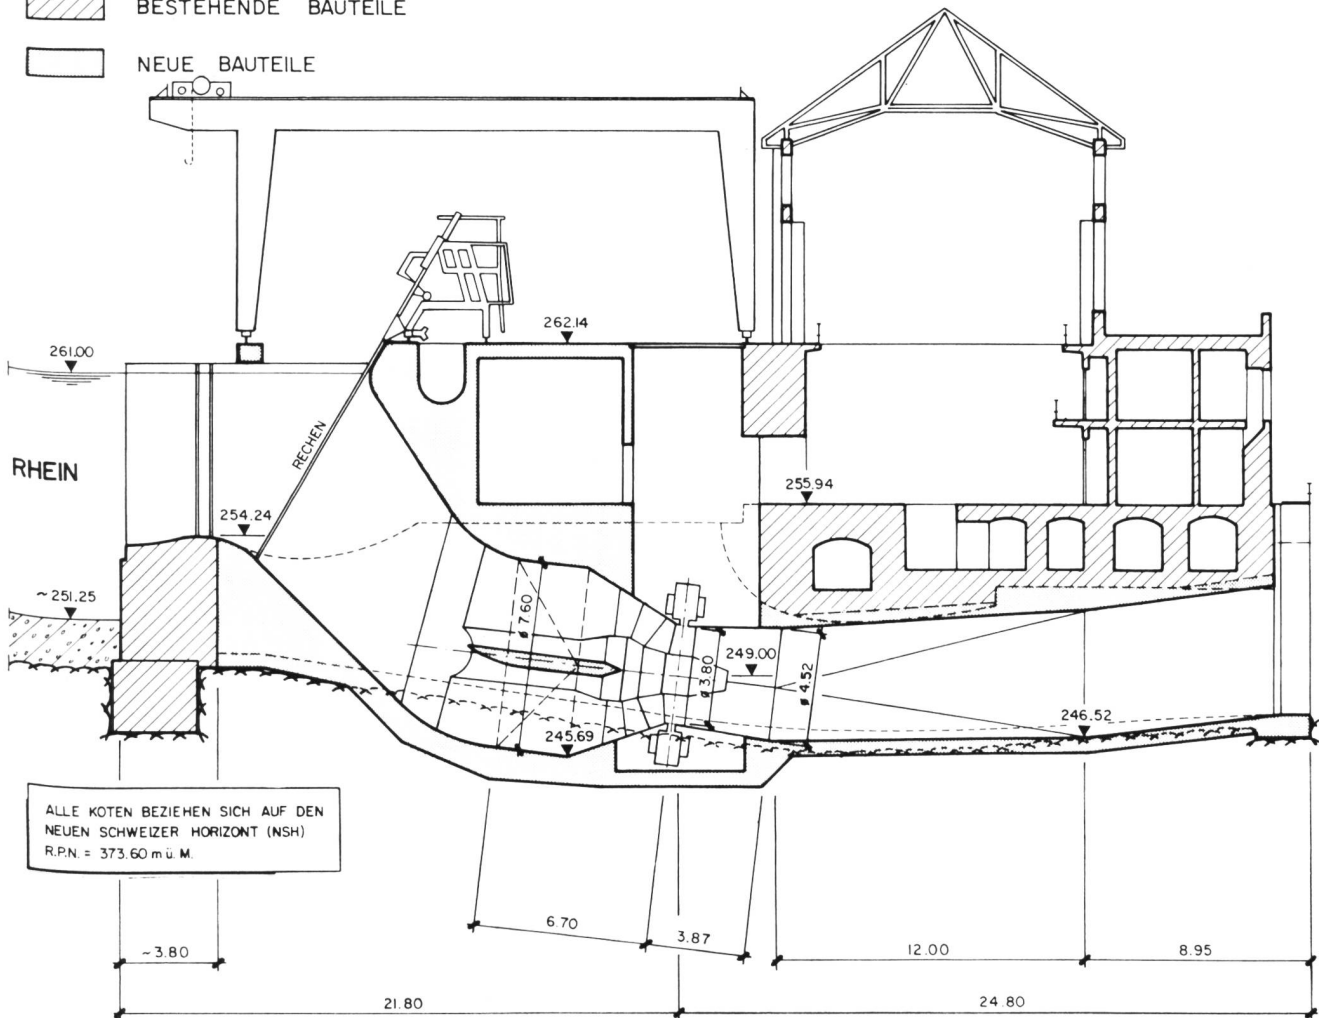 BESTEHENDE BAUTEILE
NEUE BAUTEILE
261.00
262.14
RECHEN
RHEIN
255.94
254.24
~251.25
ø 7.60
ø 3.80
249.00
ø 4.52
246.52
245.69
ALLE KOTEN BEZIEHEN SICH AUF DEN
NEUEN SCHWEIZER HORIZONT (NSH)
R.P.N. = 373.60 m ü. M.
6.70
3.87
~3.80
12.00
8.95
21.80
24.80